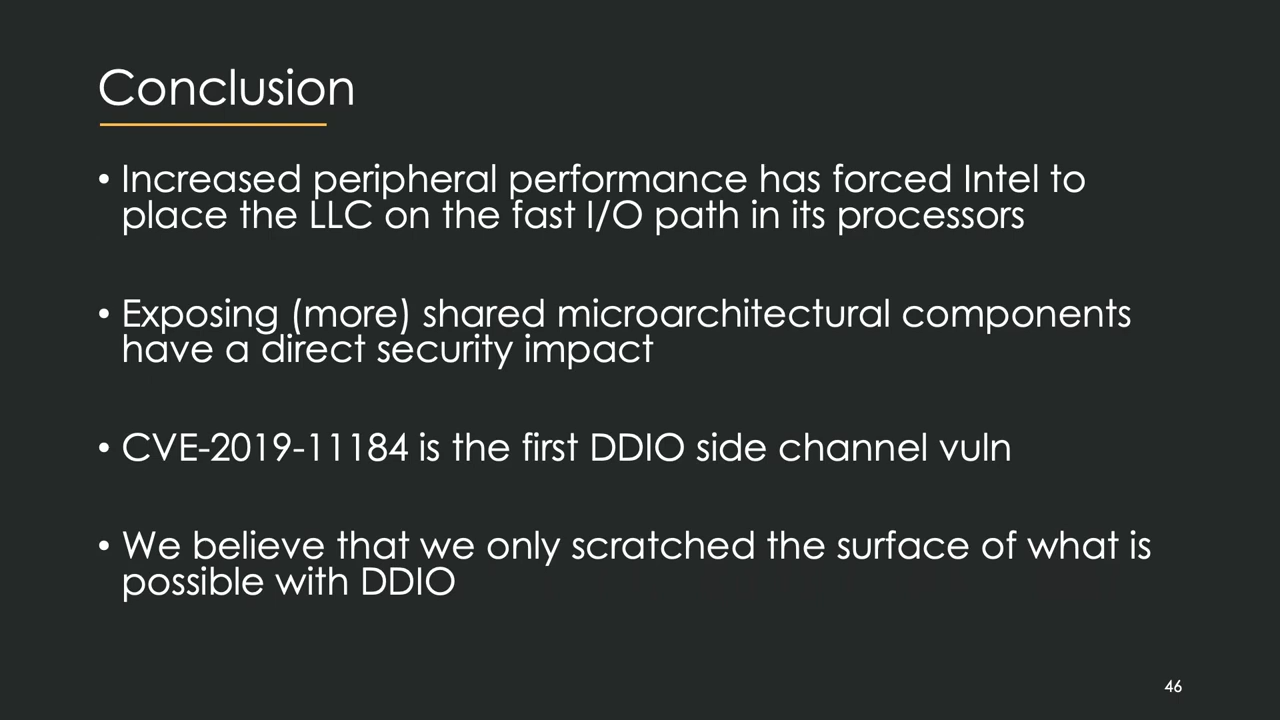 Conclusion
• Increased peripheral performance has forced Intel to
place the LLC on the fast I/O path in its processors
• Exposing (more) shared microarchitectural components
have a direct security impact
• CVE-2019-11184 is the first DDIO side channel vuln
• We believe that we only scratched the surface of what is
possible with DDIO
46